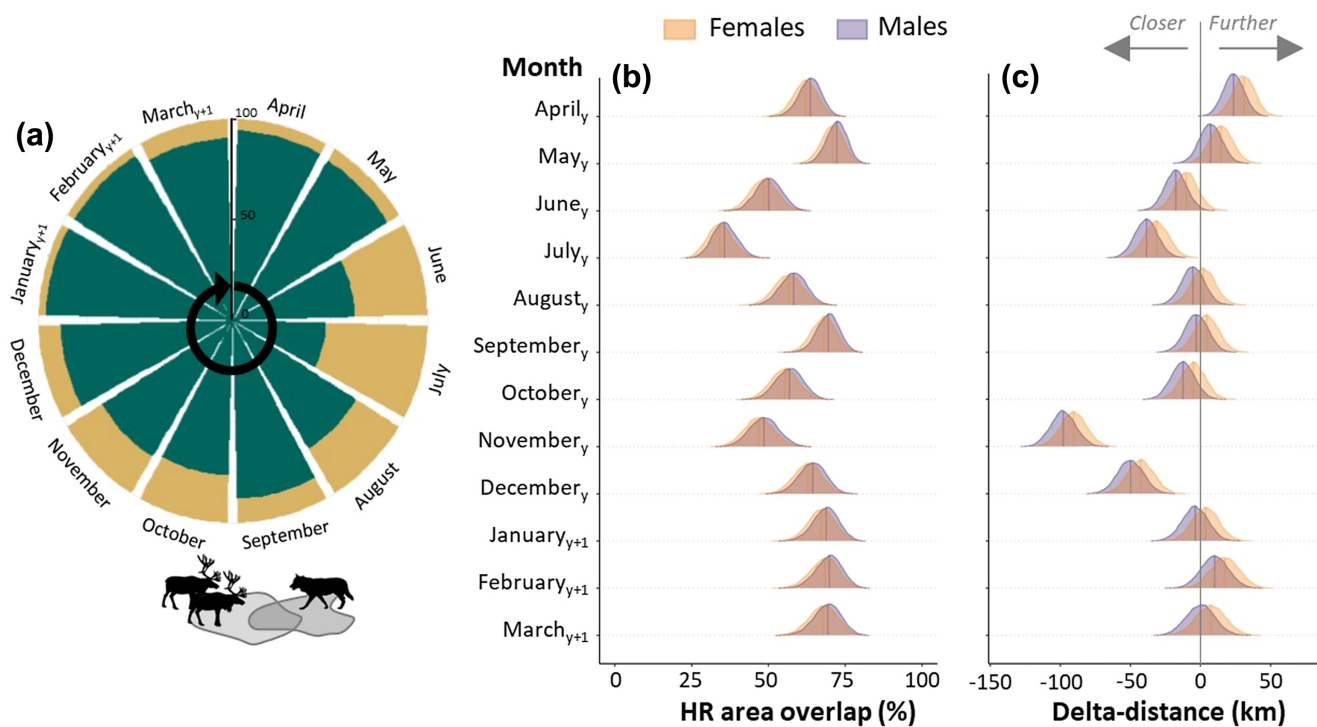 Females
Males
Closer
Further
(a)
March y+1
April
May
June
July
August
September
October
November
December
January y+1
February y+1
100
50
0
Month
(b)
(c)
April y
May y
June y
July y
August y
September y
October y
November y
December y
January y+1
February y+1
March y+1
0 25 50 75 100
HR area overlap (%)
-150 -100 -50 0 50
Delta-distance (km)